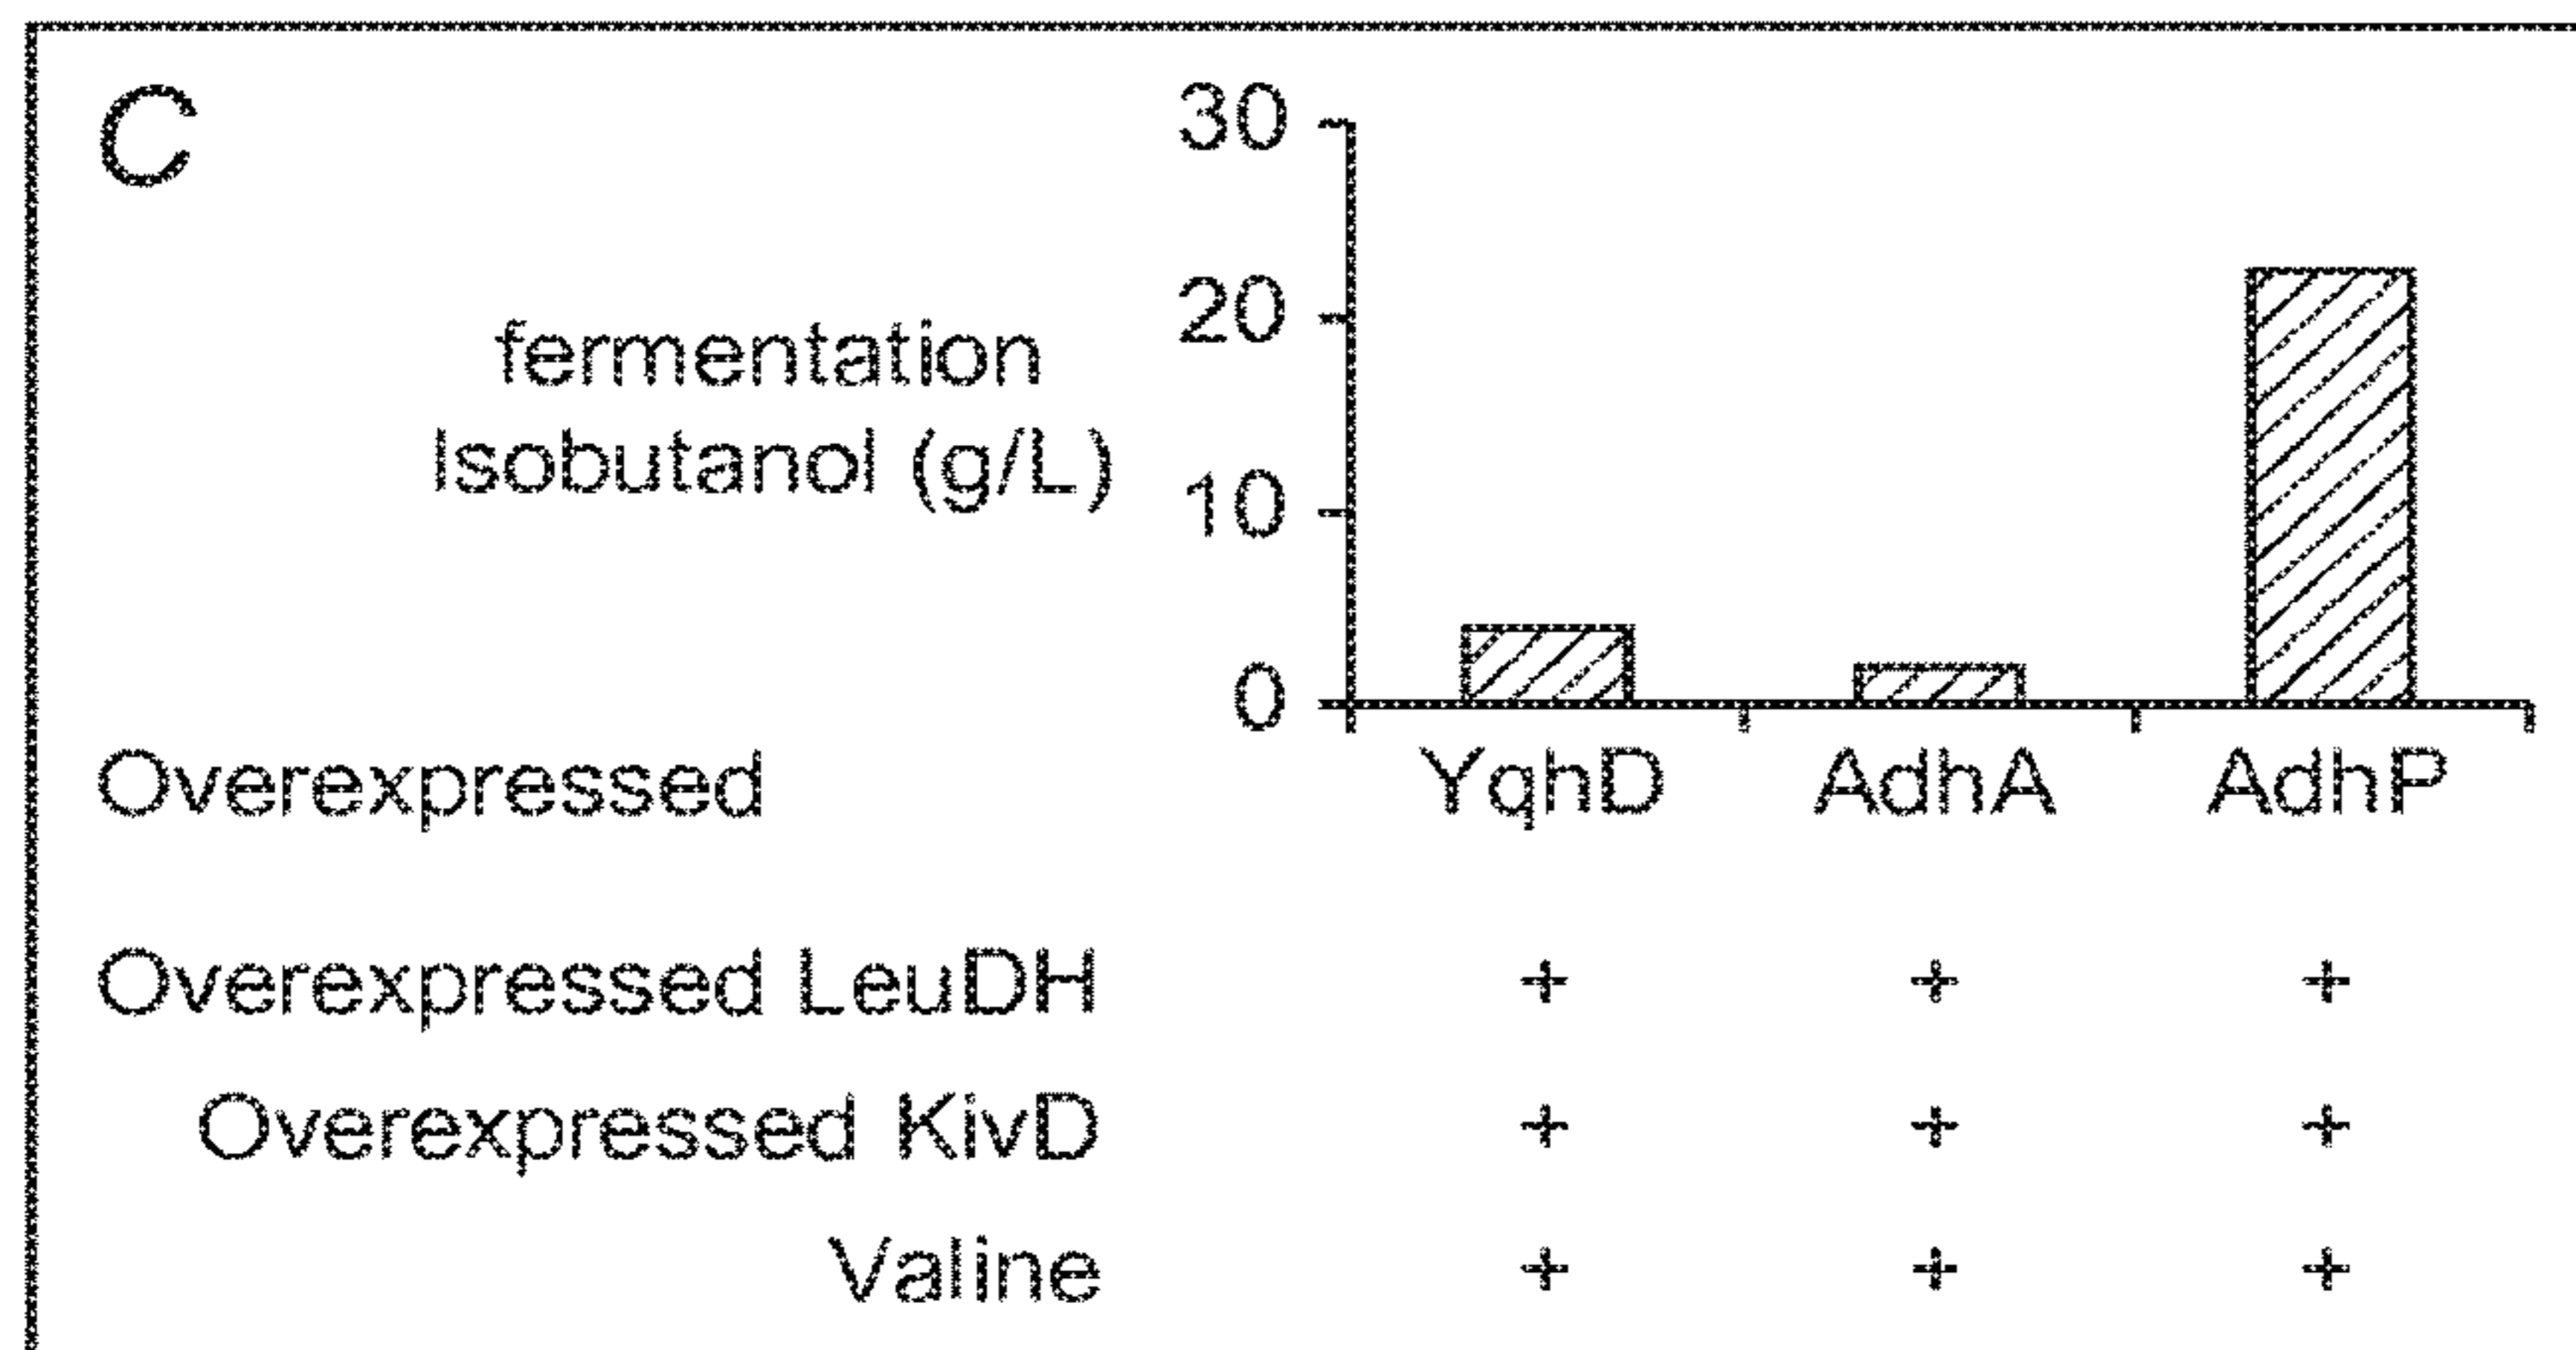 C
30
20
10
0
fermentation
Isobutanol (g/L)
Overexpressed YqhD AdhA AdhP
Overexpressed LeuDH + + +
Overexpressed KivD + + +
Valine + + +